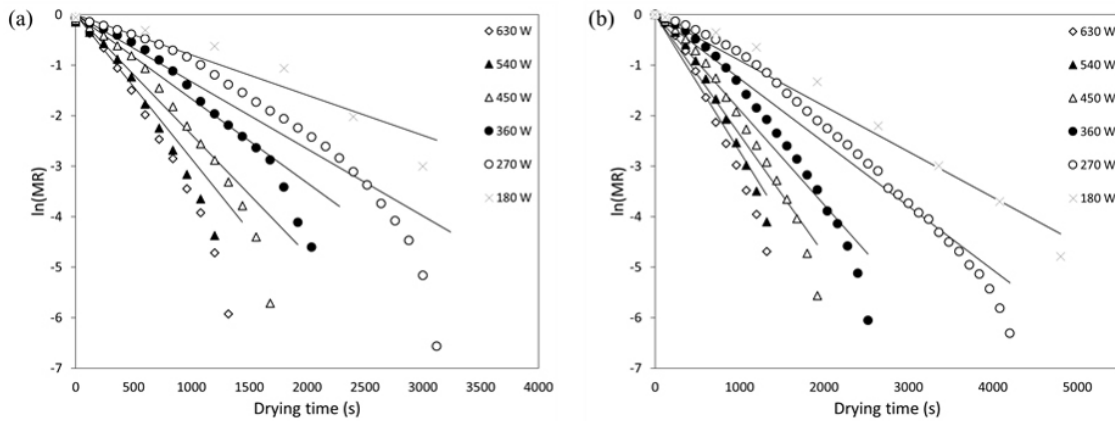 (a)
0
-1
-2
-3
-4
-5
-6
-7
ln(MR)
0 500 1000 1500 2000 2500 3000 3500 4000
Drying time (s)
630 W
540 W
450 W
360 W
270 W
180 W
(b)
0
-1
-2
-3
-4
-5
-6
-7
ln(MR)
0 1000 2000 3000 4000 5000
Drying time (s)
630 W
540 W
450 W
360 W
270 W
180 W